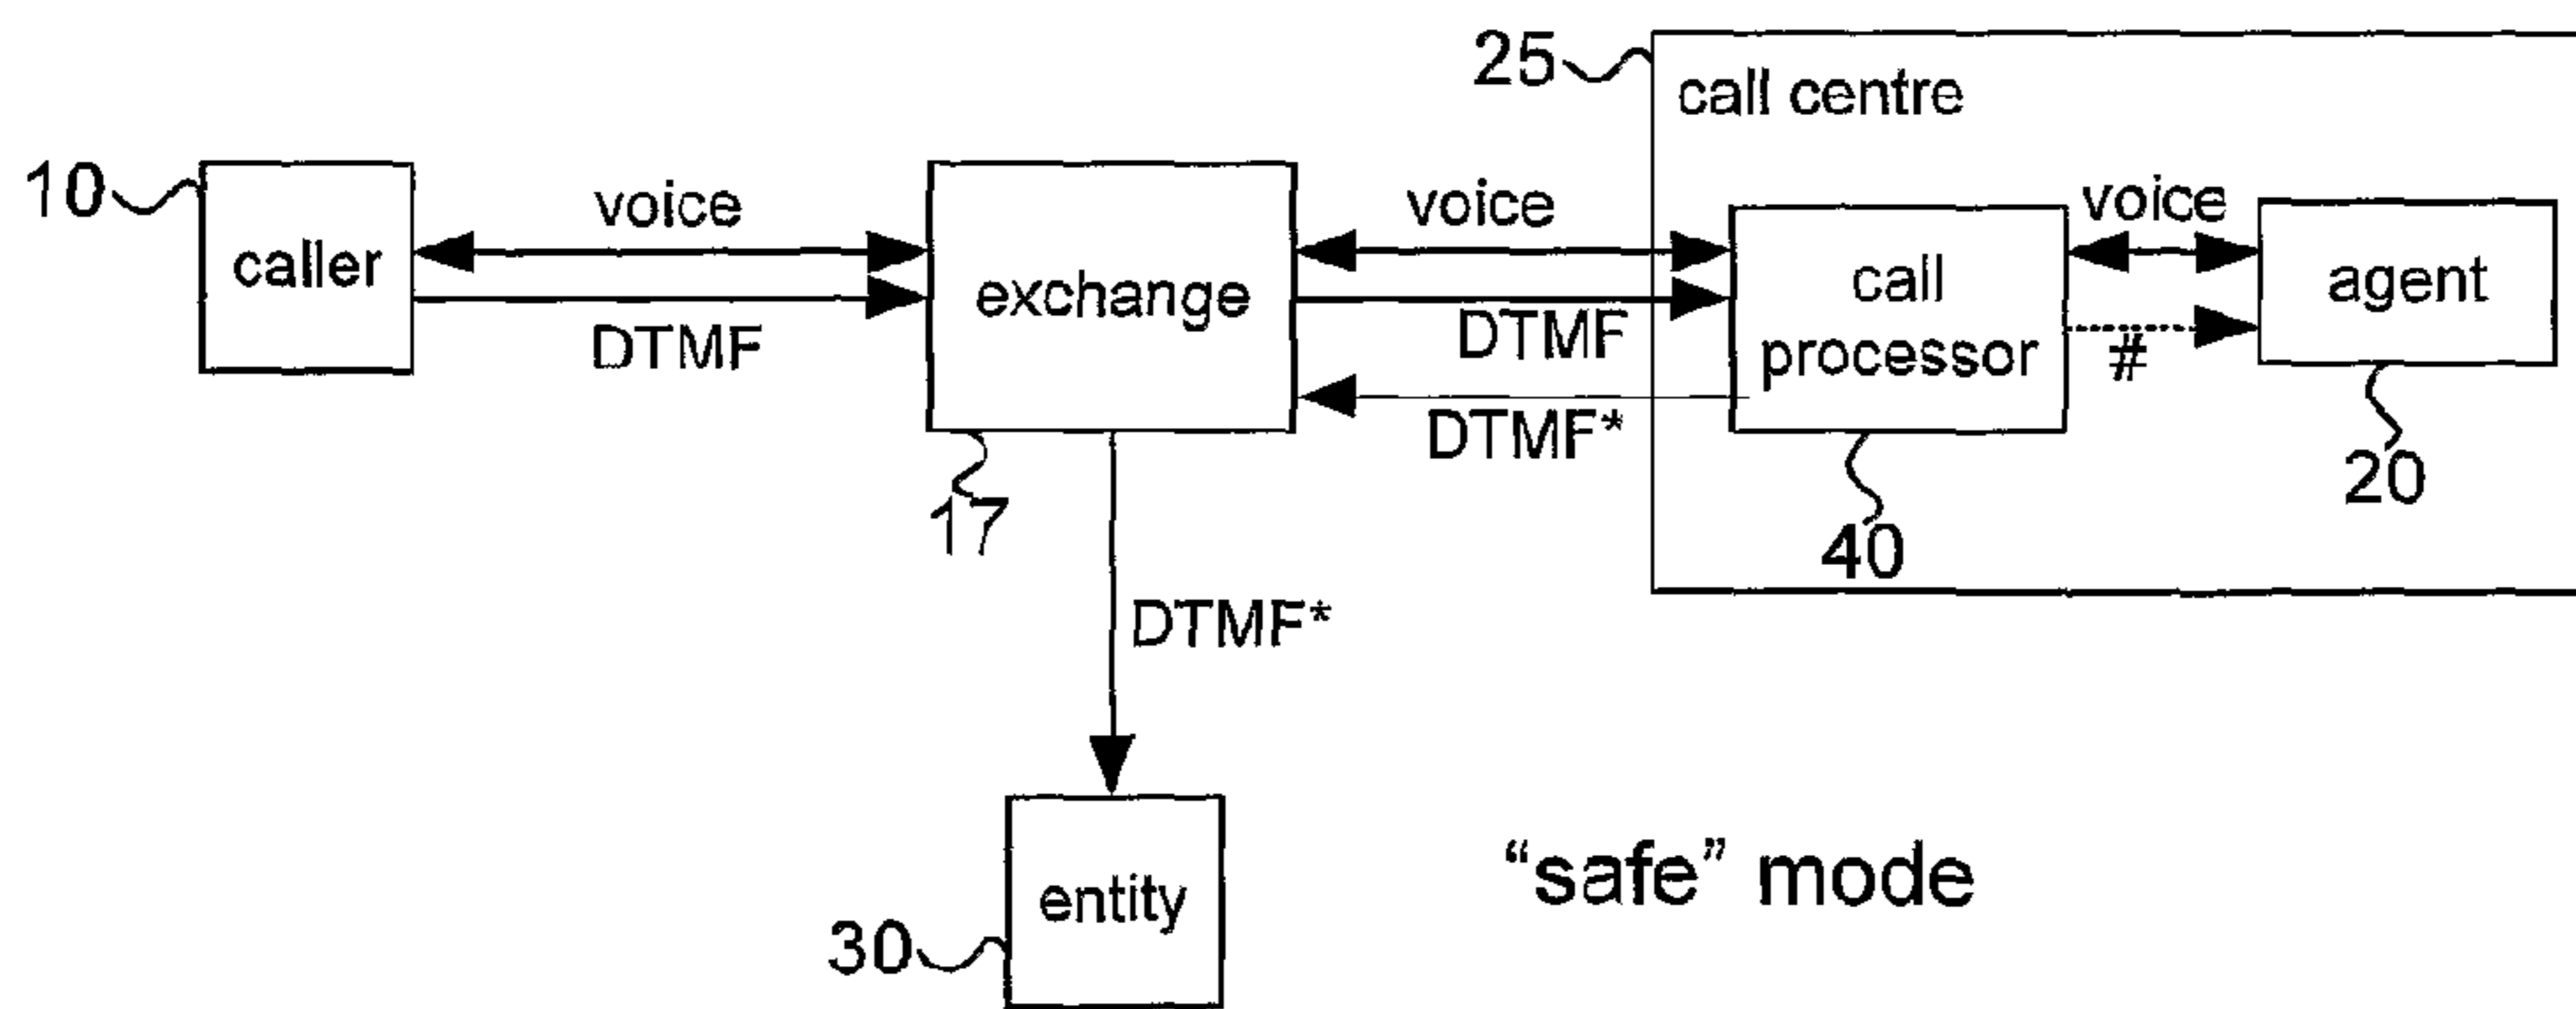 25
call centre
10
caller
voice
DTMF
exchange
17
voice
DTMF
DTMF*
call
processor
40
voice
#
agent
20
DTMF*
entity
30
“safe” mode